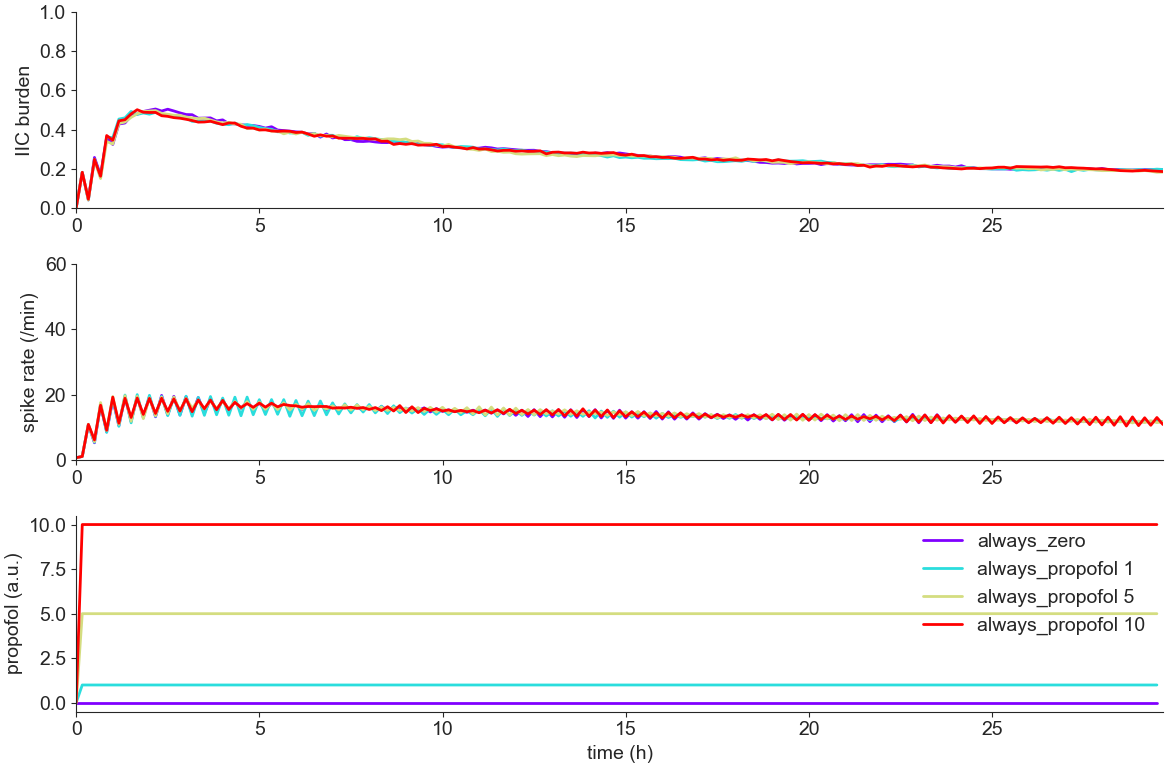 1.0
0.8
0.6
0.4
0.2
0.0
IIC burden
0 5 10 15 20 25
60
40
20
0
spike rate (/min)
0 5 10 15 20 25
10.0
7.5
5.0
2.5
0.0
propofol (a.u.)
always_zero
always_propofol 1
always_propofol 5
always_propofol 10
0 5 10 15 20 25
time (h)